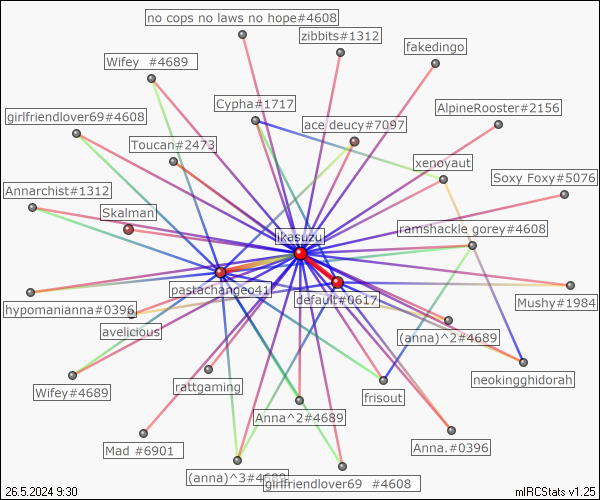 no cops no laws no hope#4608
zibbits#1312
fakedingo
Wifey  #4689
Cypha#1717
AlpineRooster#2156
girlfriendlover69#4608
ace deucy#7097
Toucan#2473
xenoyaut
Soxy Foxy#5076
Annarchist#1312
Skalman
ramshackle gorey#4608
ikasuzu
pastachangeo41
default#0617
Mushy#1984
hypomanianna#0396
avelicious
(anna)^2#4689
rattgaming
neokingghidorah
Wifey#4689
frisout
Anna^2#4689
Anna.#0396
Mad #6901
(anna)^3#4689
girlfriendlover69  #4608
26.5.2024 9:30
mIRCStats v1.25